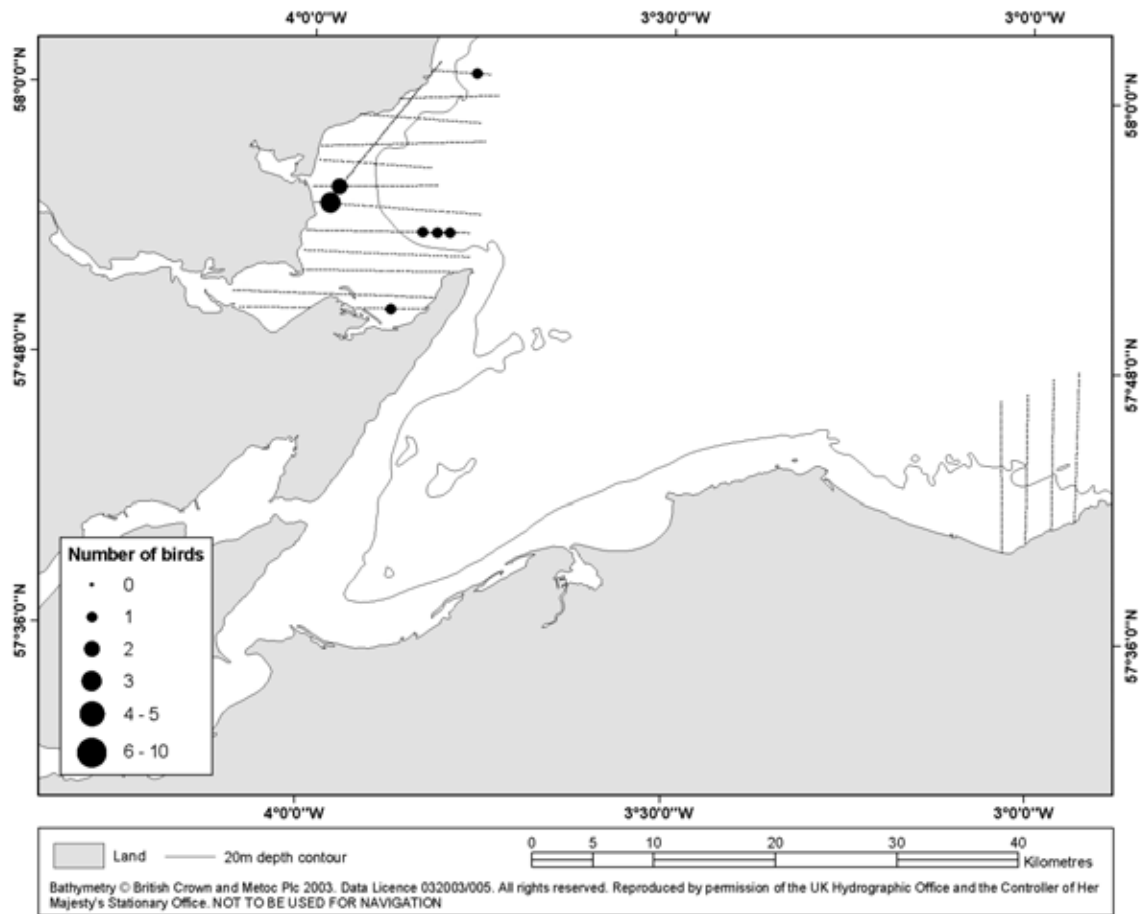 4°0'0"W 3°30'0"W 3°0'0"W
58°0'0"N
58°0'0"N
57°48'0"N
57°48'0"N
57°36'0"N
57°36'0"N
Number of birds
0
1
2
3
4 - 5
6 - 10
4°0'0"W 3°30'0"W 3°0'0"W
Land 20m depth contour 0 5 10 20 30 40
Kilometres
Bathymetry © British Crown and Metoc Plc 2003. Data Licence 032003/005. All rights reserved. Reproduced by permission of the UK Hydrographic Office and the Controller of Her
Majesty's Stationary Office. NOT TO BE USED FOR NAVIGATION